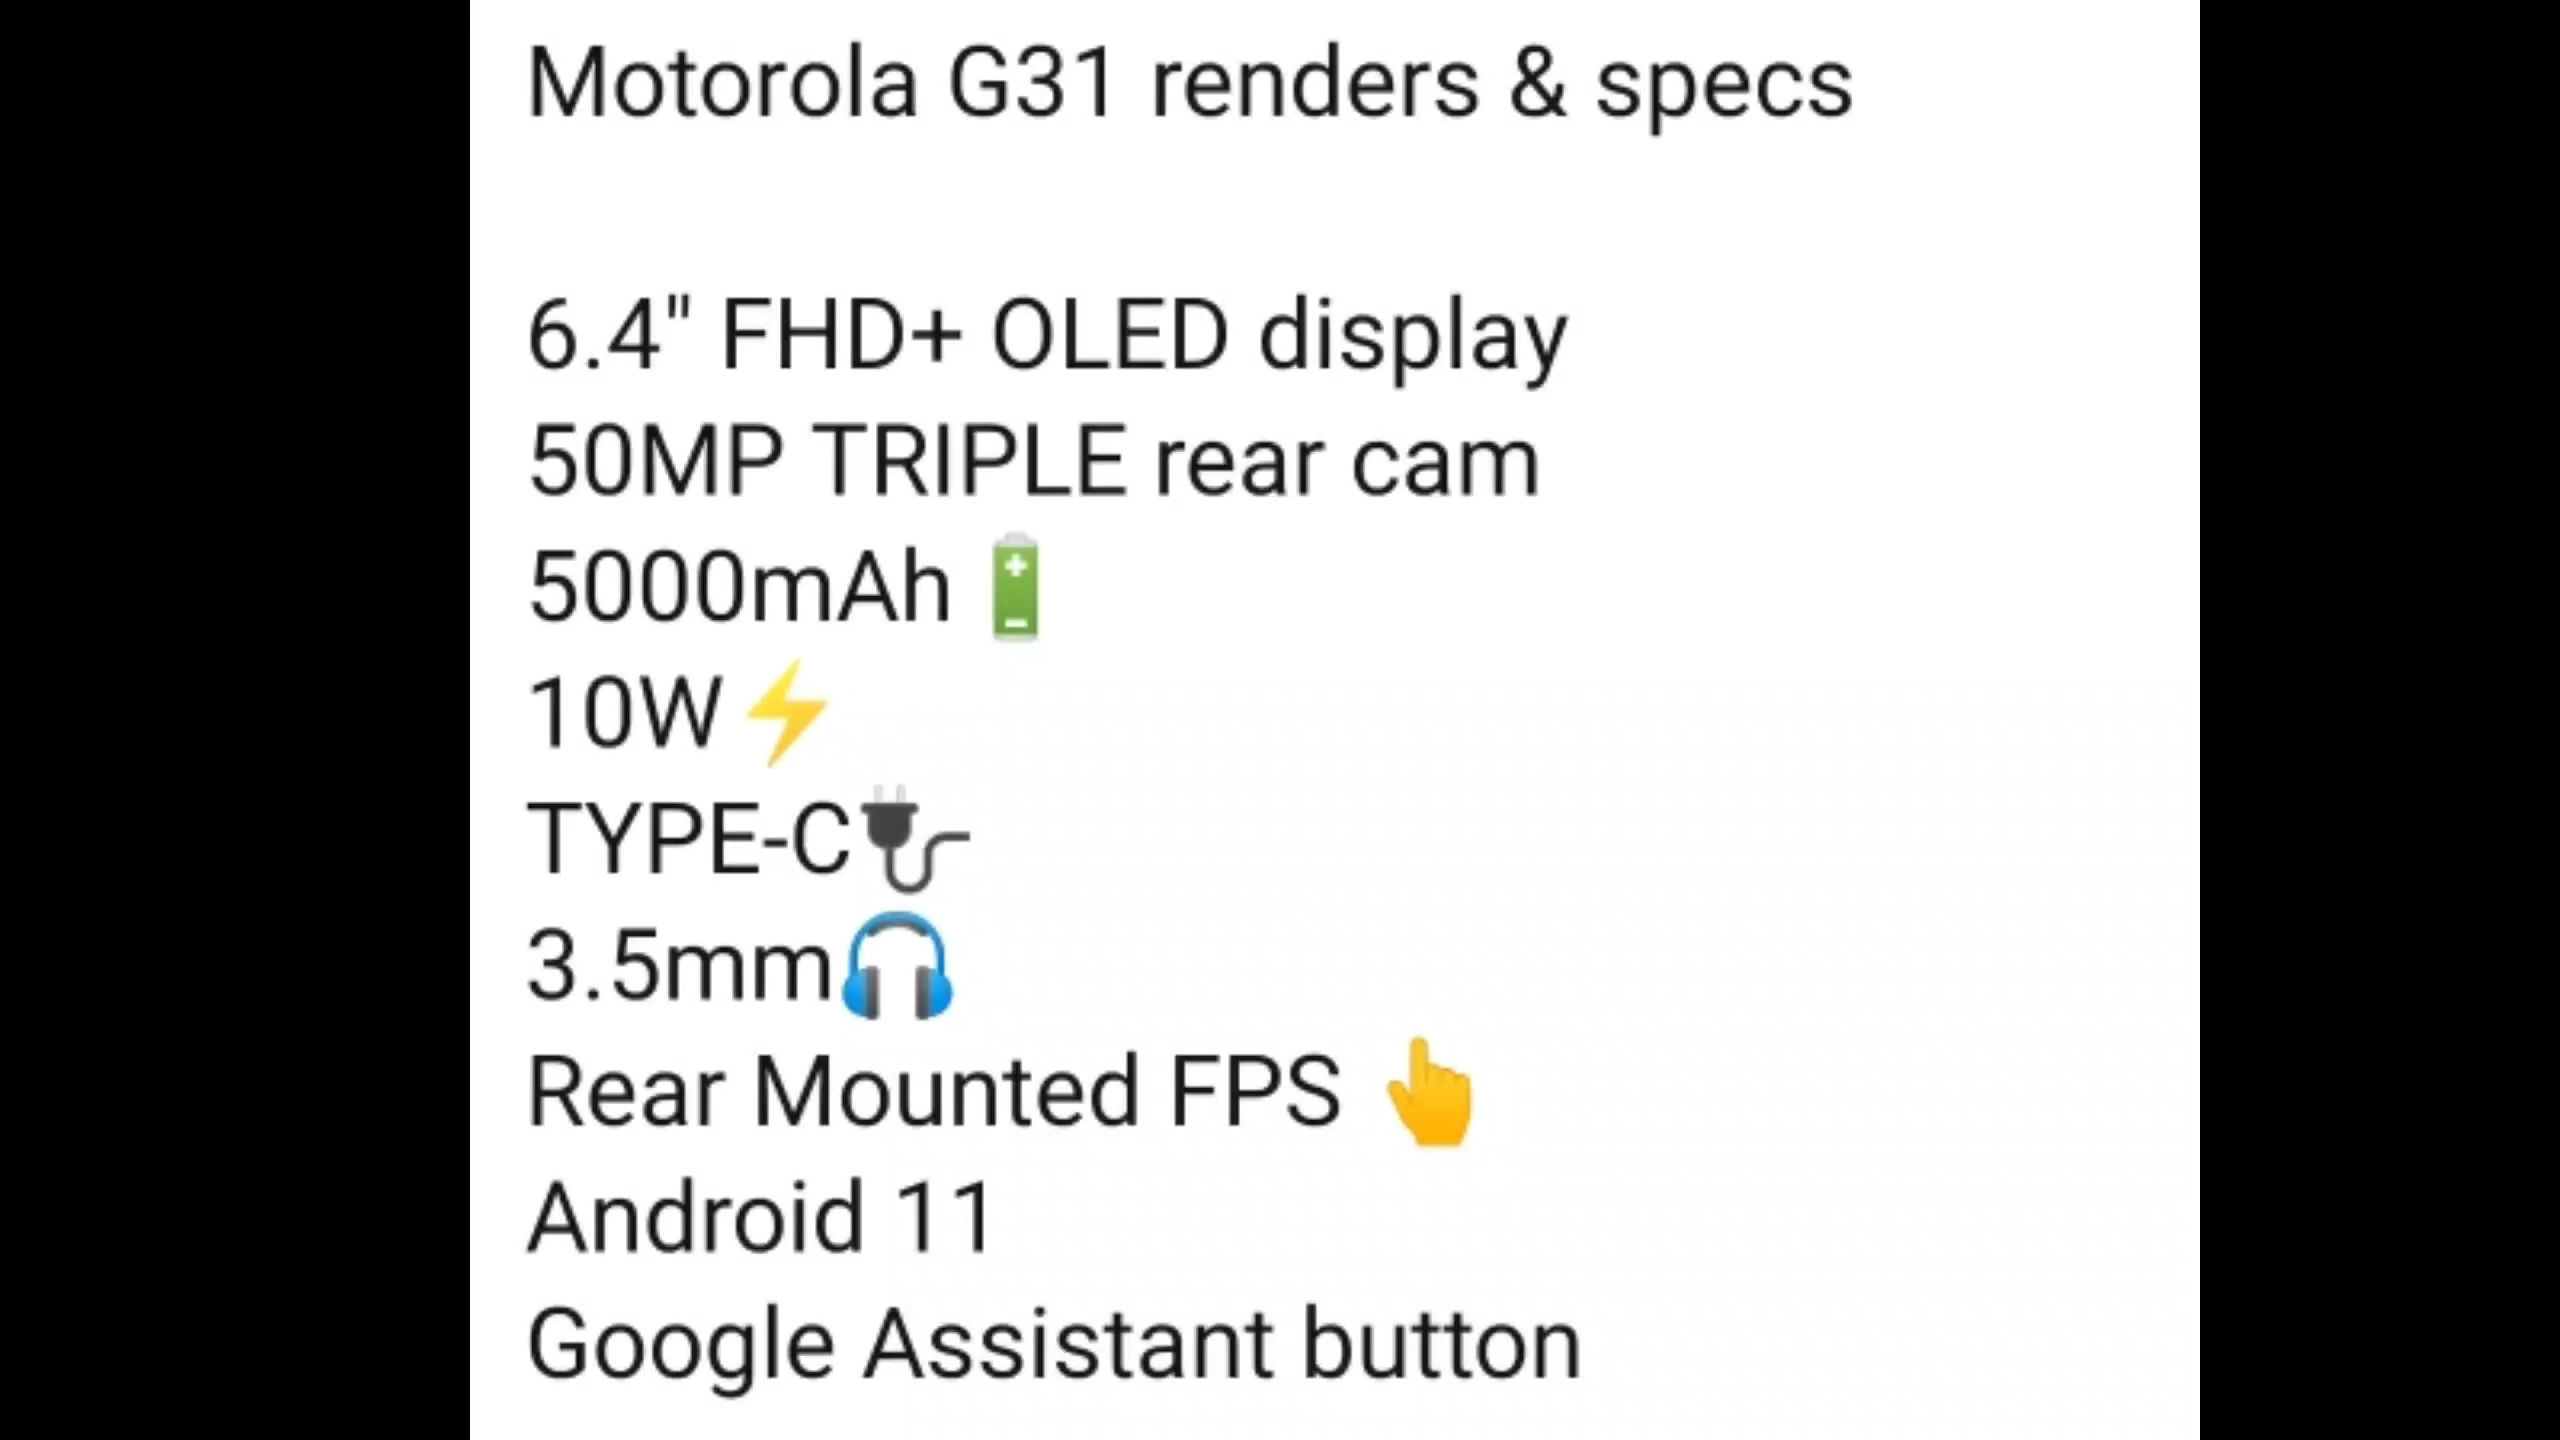 Motorola G31 renders & specs
6.4" FHD+ OLED display
50MP TRIPLE rear cam
5000mAh🔋
10W⚡
TYPE-C🔌
3.5mm🎧
Rear Mounted FPS 👆
Android 11
Google Assistant button